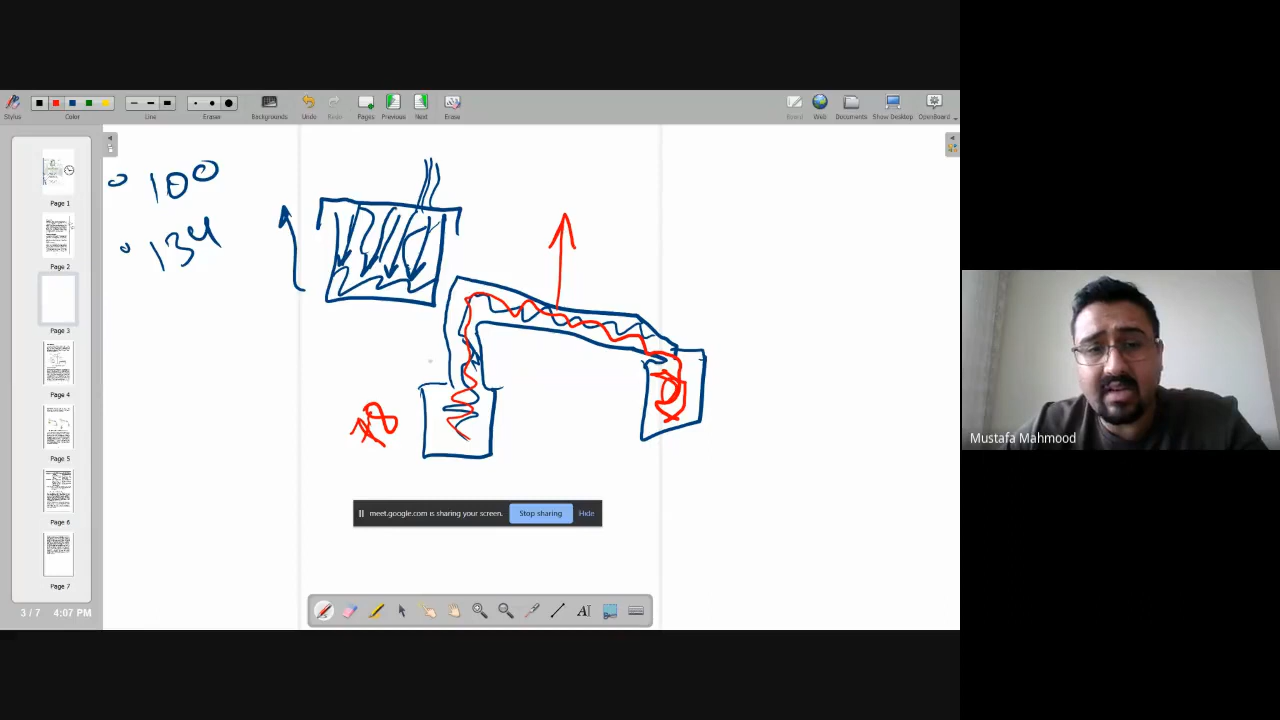 Stylus
Color
Line
Eraser
Backgrounds
Undo
Redo
Pages
Previous
Next
Erase
Board
Web
Documents
Show Desktop
OpenBoard
Page 1
Page 2
Page 3
Page 4
Page 5
Page 6
Page 7
3 / 7 4:07 PM
100
134
78
meet.google.com is sharing your screen. Stop sharing Hide
AI
Mustafa Mahmood